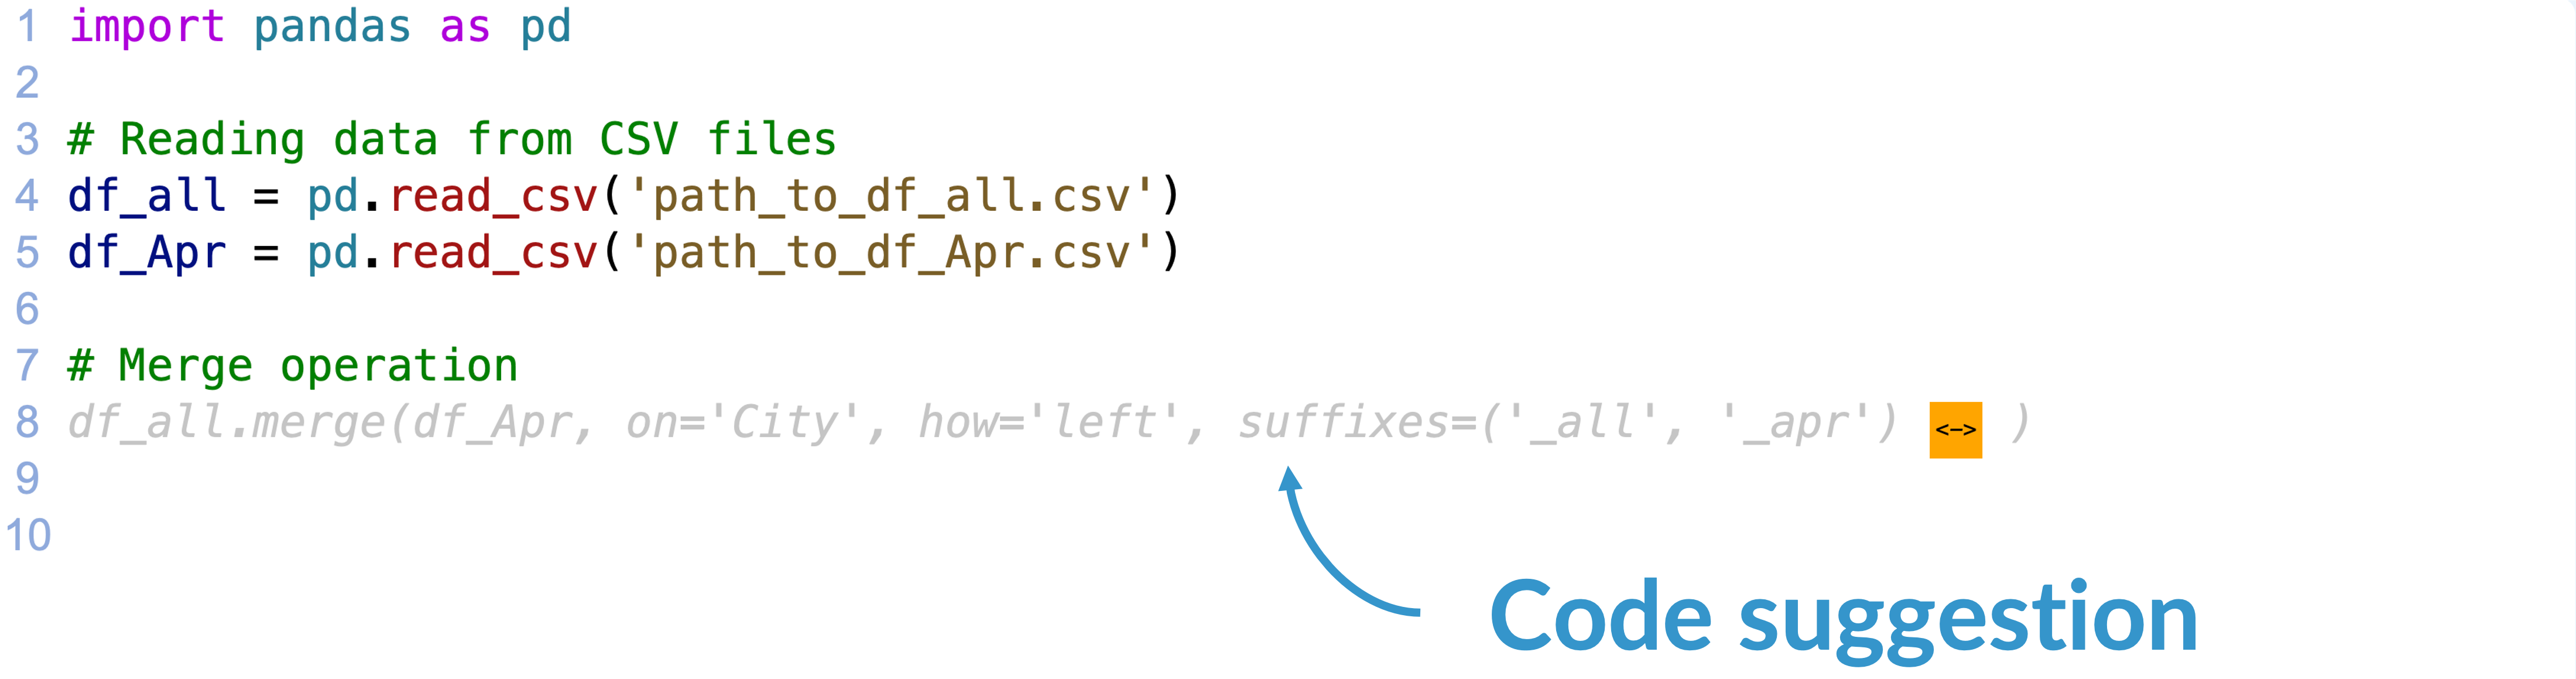 1 import pandas as pd
2
3 # Reading data from CSV files
4 df_all = pd.read_csv('path_to_df_all.csv')
5 df_Apr = pd.read_csv('path_to_df_Apr.csv')
6
7 # Merge operation
8 df_all.merge(df_Apr, on='City', how='left', suffixes=('_all', '_apr') <-> )
9
10
Code suggestion